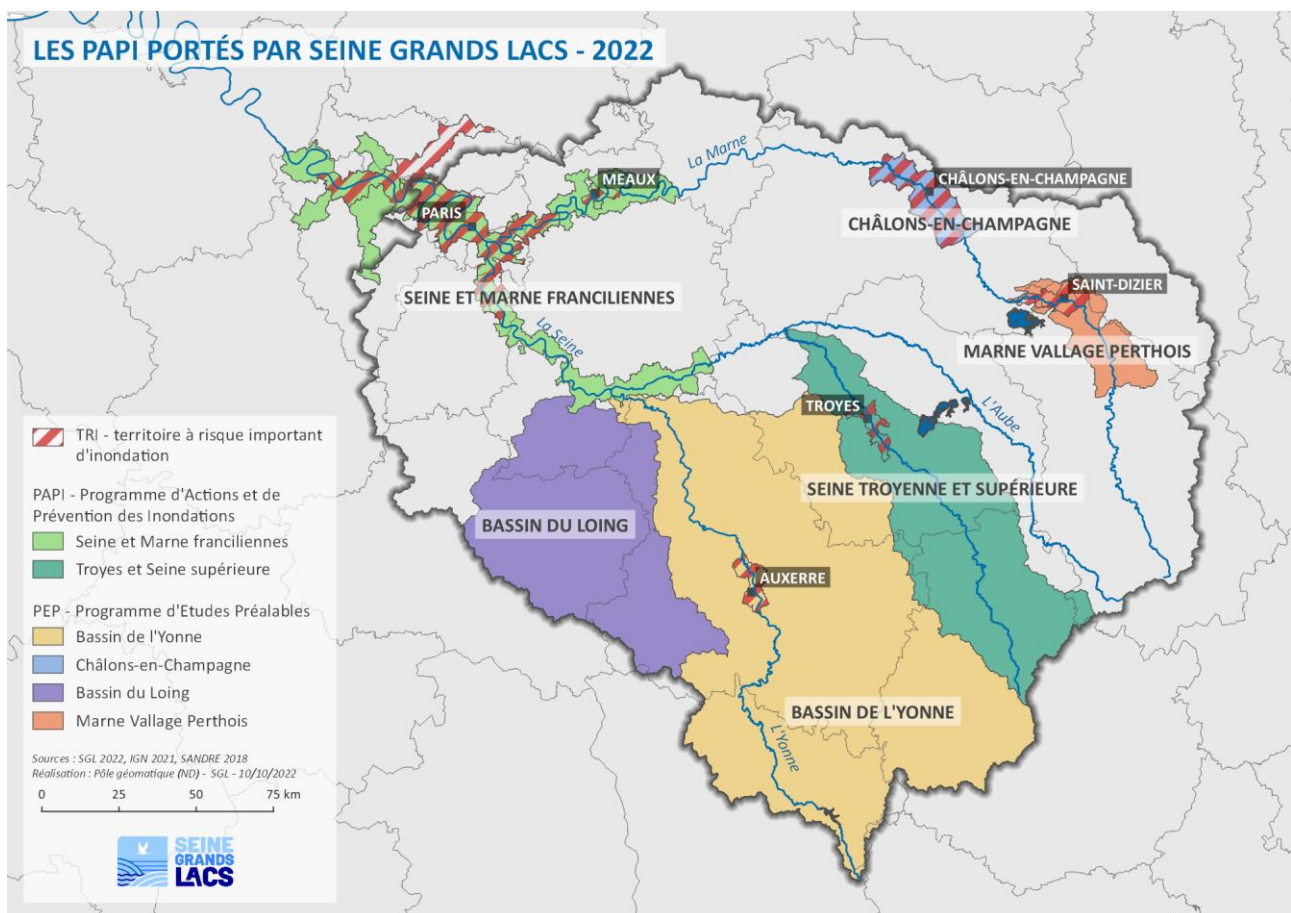 LES PAPI PORTÉS PAR SEINE GRANDS LACS - 2022
La Marne
MEAUX
CHÂLONS-EN-CHAMPAGNE
PARIS
CHÂLONS-EN-CHAMPAGNE
SAINT-DIZIER
SEINE ET MARNE FRANCILIENNES
La Seine
MARNE VALLAGE PERTHOIS
TROYES
L'Aube
SEINE TROYENNE ET SUPÉRIEURE
BASSIN DU LOING
AUXERRE
BASSIN DE L'YONNE
L'Yonne
TRI - territoire à risque important
d'inondation
PAPI - Programme d'Actions et de
Prévention des Inondations
Seine et Marne franciliennes
Troyes et Seine supérieure
PEP - Programme d'Etudes Préalables
Bassin de l'Yonne
Châlons-en-Champagne
Bassin du Loing
Marne Vallage Perthois
Sources : SGL 2022, IGN 2021, SANDRE 2018
Réalisation : Pôle géomatique (ND) - SGL - 10/10/2022
0 25 50 75 km
SEINE
GRANDS
LACS